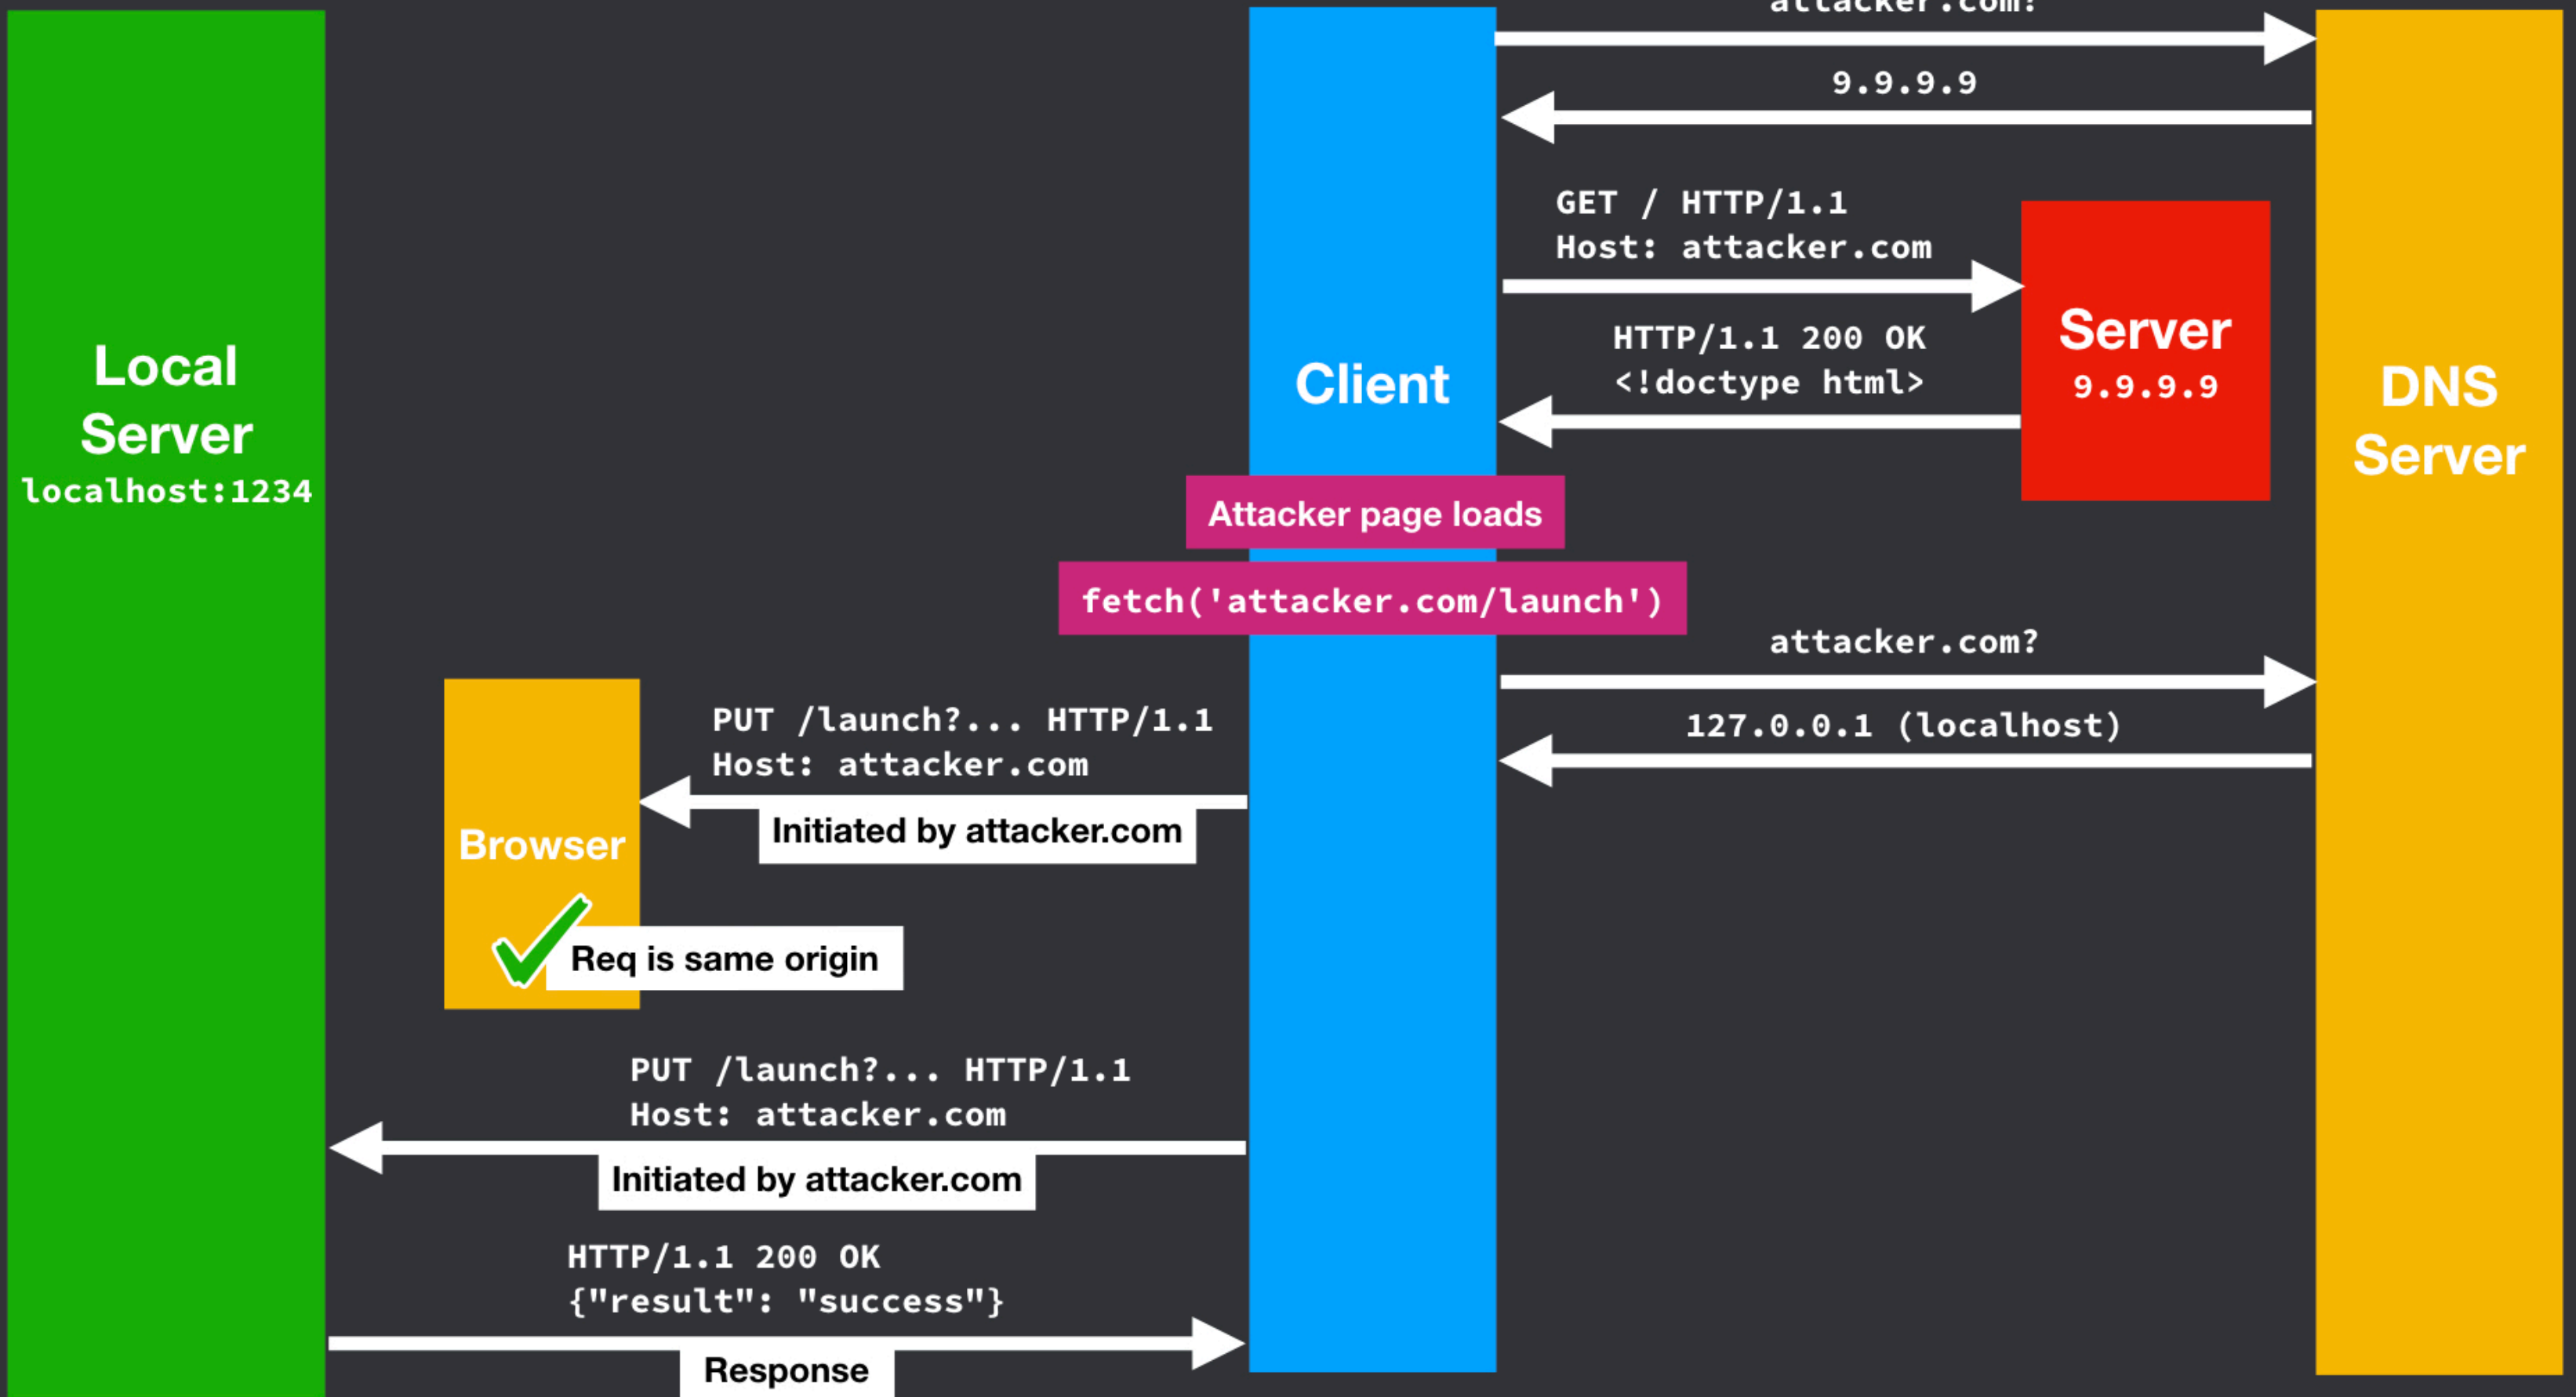 attacker.com?
9.9.9.9
GET / HTTP/1.1
Host: attacker.com
HTTP/1.1 200 OK
<!doctype html>
Server
9.9.9.9
Local
Server
localhost:1234
Client
DNS
Server
Attacker page loads
fetch('attacker.com/launch')
attacker.com?
127.0.0.1 (localhost)
PUT /launch?... HTTP/1.1
Host: attacker.com
Initiated by attacker.com
Browser
Req is same origin
PUT /launch?... HTTP/1.1
Host: attacker.com
Initiated by attacker.com
HTTP/1.1 200 OK
{"result": "success"}
Response